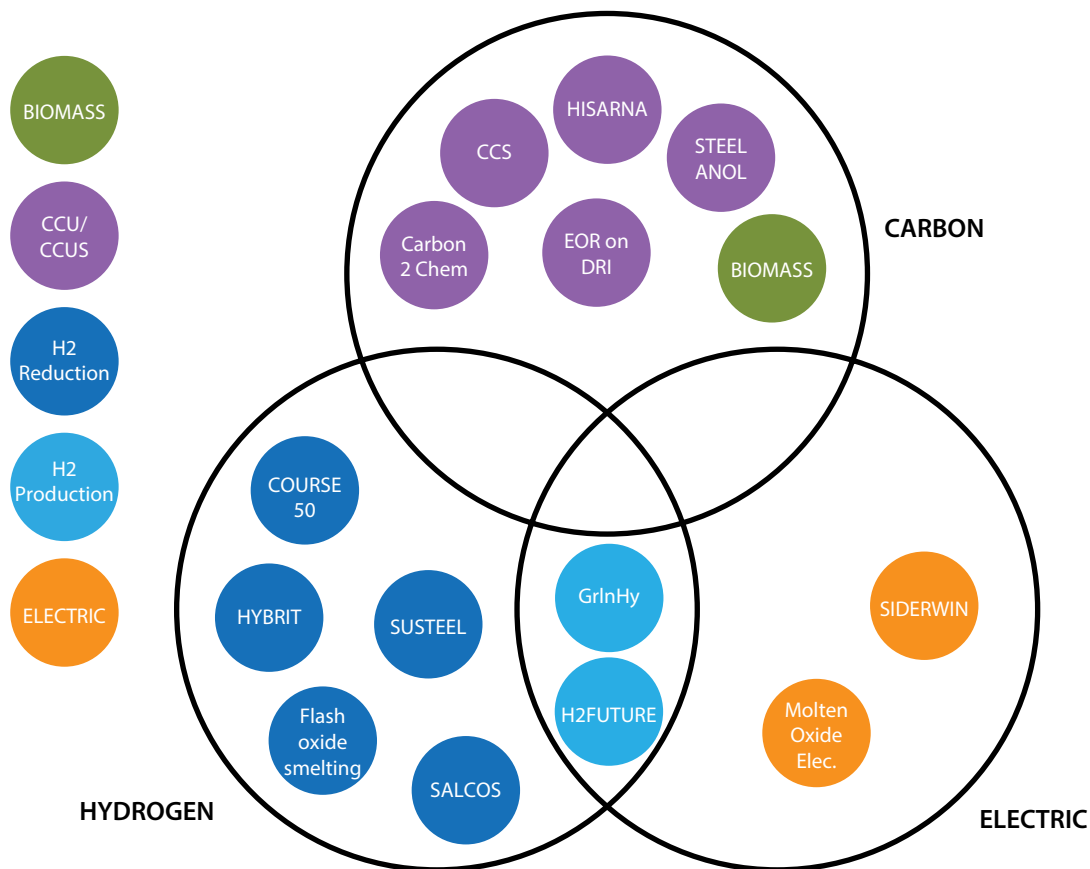 BIOMASS
CCU/
CCUS
H2
Reduction
H2
Production
ELECTRIC
HISARNA
CCS
STEEL
ANOL
Carbon
2 Chem
EOR on
DRI
BIOMASS
CARBON
COURSE
50
HYBRIT
SUSTEEL
Flash
oxide
smelting
SALCOS
HYDROGEN
GrInHy
H2FUTURE
SIDERWIN
Molten
Oxide
Elec.
ELECTRIC